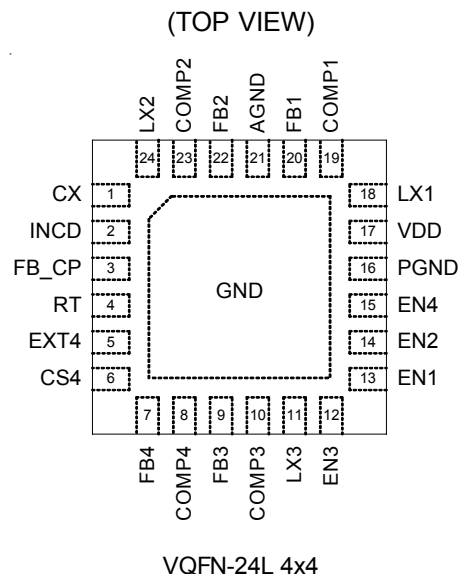 (TOP VIEW)
LX2
COMP2
FB2
AGND
FB1
COMP1
24
23
22
21
20
19
CX
1
18
LX1
INCD
2
17
VDD
FB_CP
3
16
PGND
GND
RT
4
15
EN4
EXT4
5
14
EN2
CS4
6
13
EN1
7
8
9
10
11
12
FB4
COMP4
FB3
COMP3
LX3
EN3
VQFN-24L 4x4